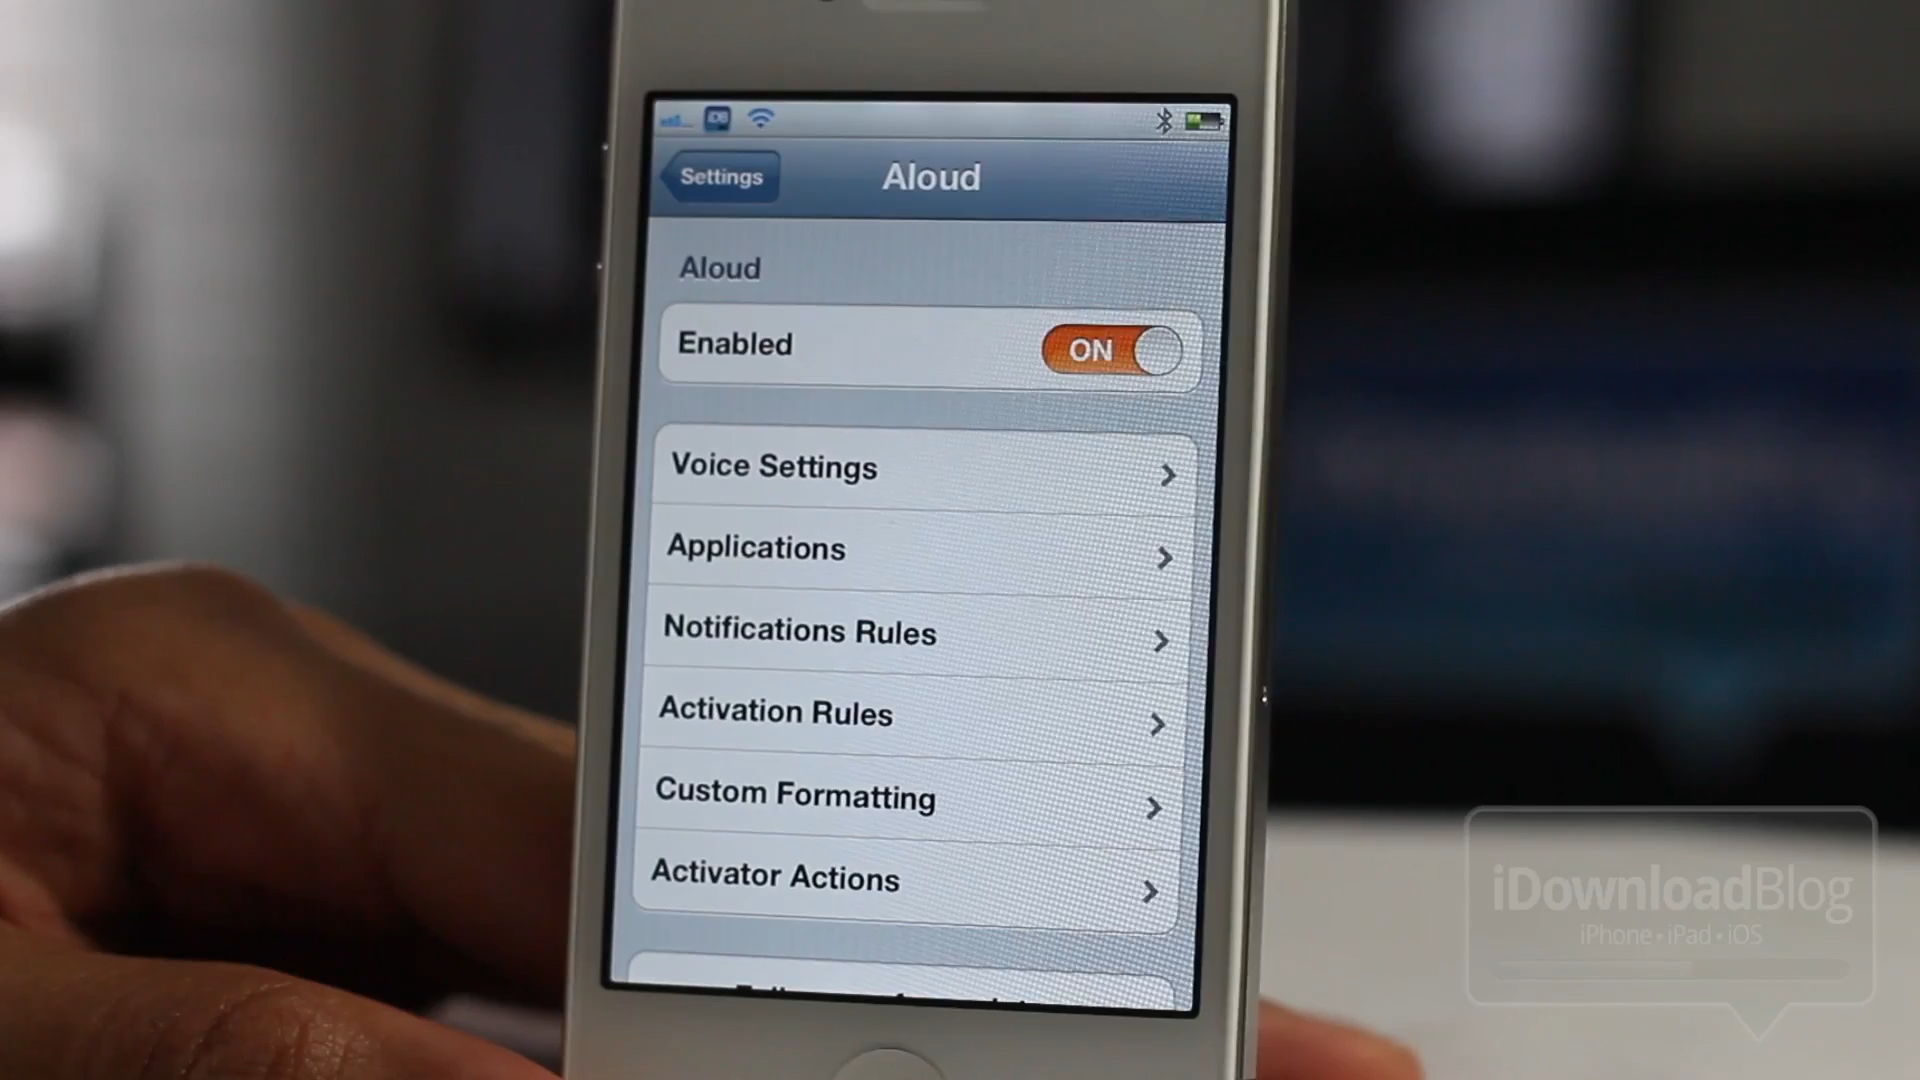 iDB
Settings
Aloud
Aloud
Enabled
ON
Voice Settings
Applications
Notifications Rules
Activation Rules
Custom Formatting
Activator Actions
iDownloadBlog
iPhone • iPad • iOS